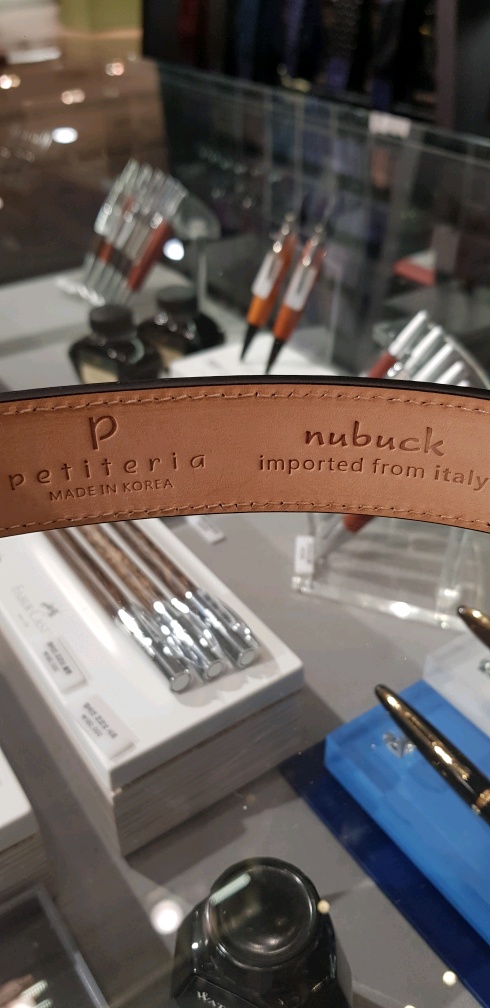 p
petiteria
MADE IN KOREA
nubuck
imported from italy